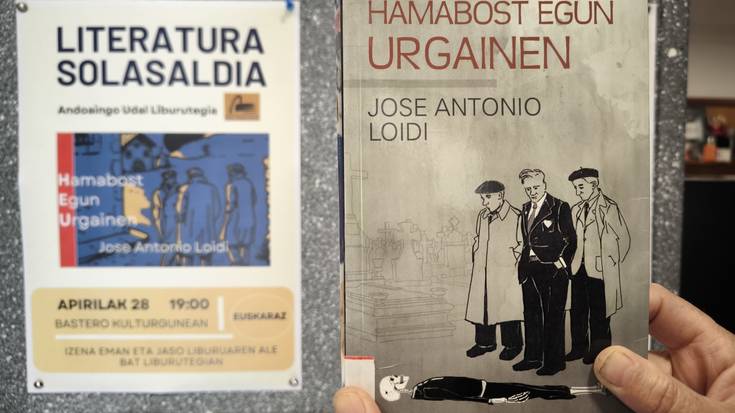 LITERATURA
SOLASALDIA
Andoaingo Udal Liburutegia
Hamabost
Egun
Urgainen
Jose Antonio Loidi
APIRILAK 28 19:00
BASTERO KULTURGUNEAN
EUSKARAZ
IZENA EMAN ETA JASO LIBURUAREN ALE
BAT LIBURUTEGIAN
HAMABOST EGUN
URGAINEN
JOSE ANTONIO
LOIDI